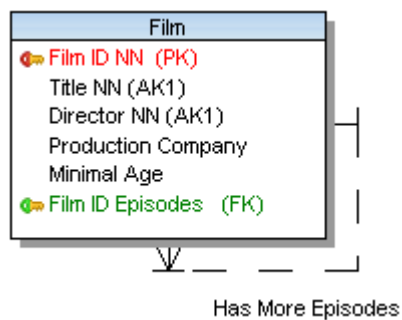 Film
Film ID NN (PK)
Title NN (AK1)
Director NN (AK1)
Production Company
Minimal Age
Film ID Episodes (FK)
Has More Episodes